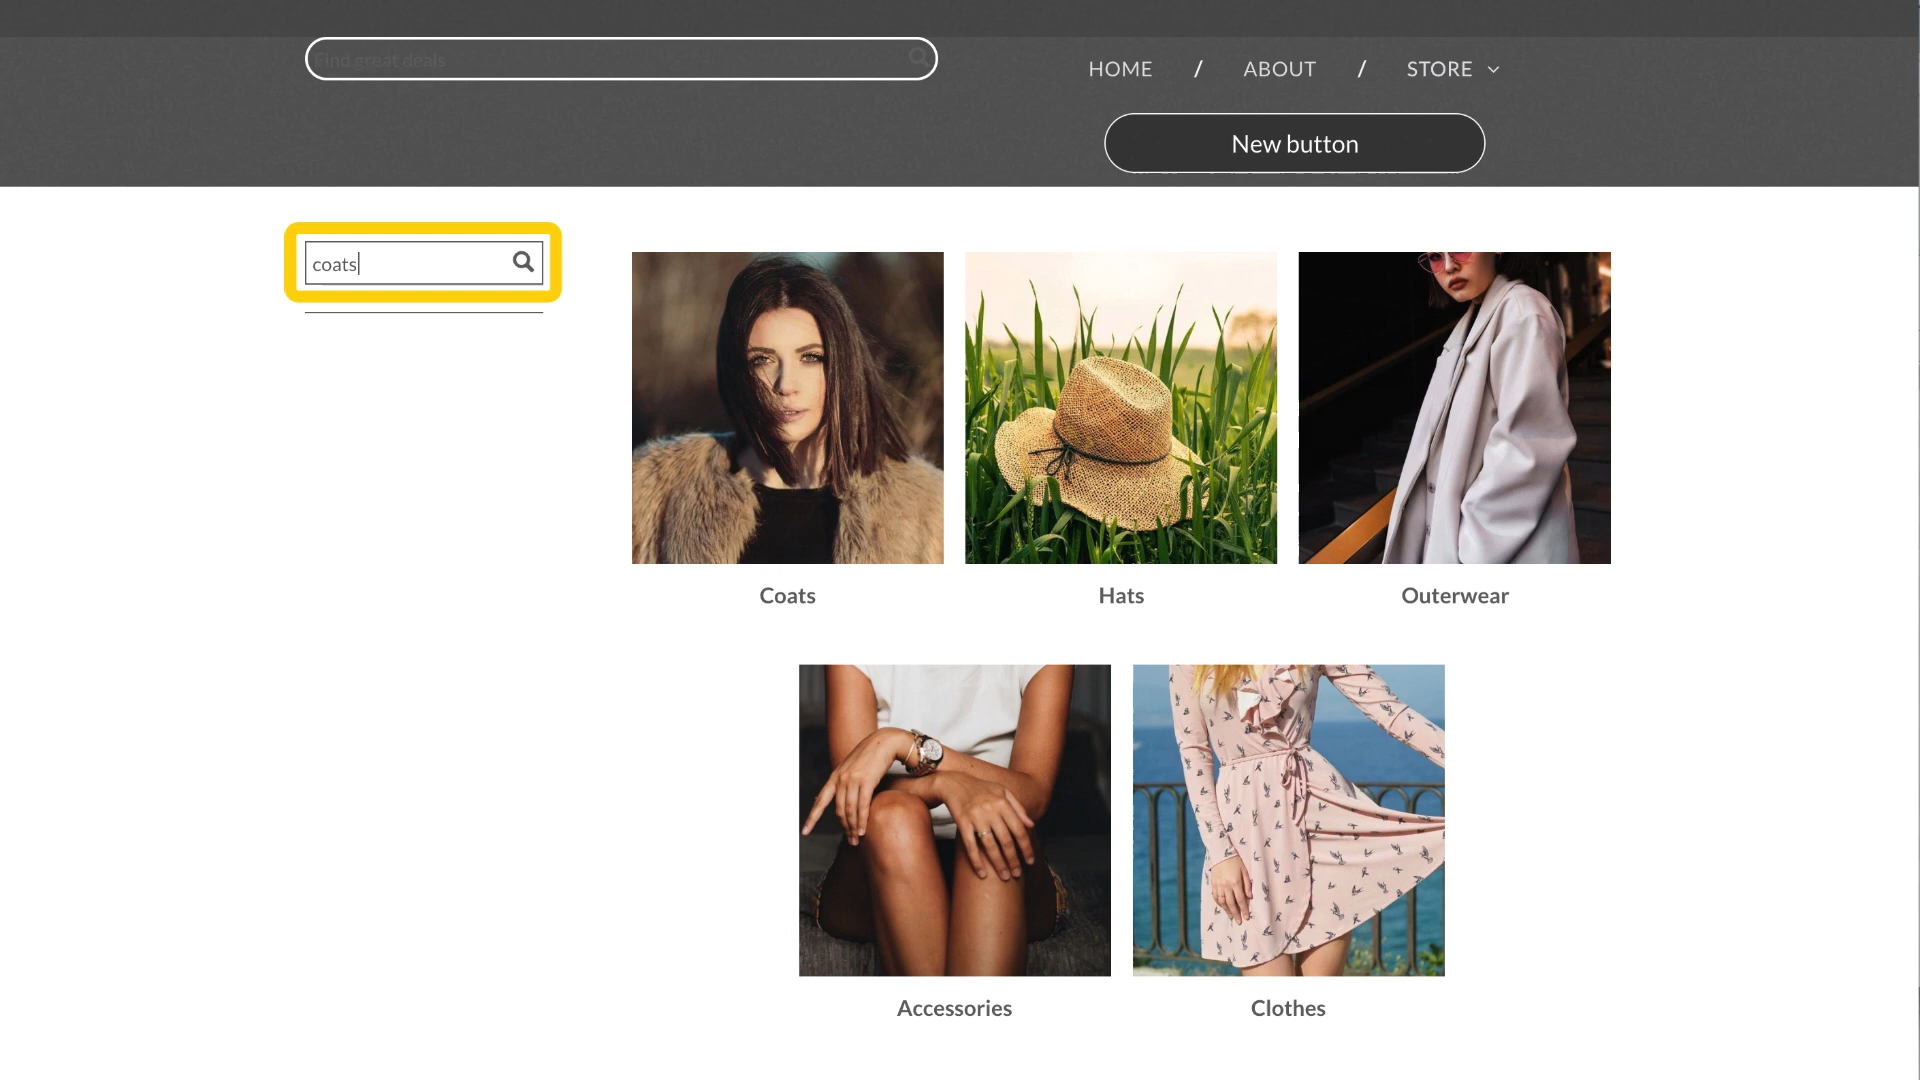 Find great deals
HOME / ABOUT / STORE
New button
coats
Coats
Hats
Outerwear
Accessories
Clothes